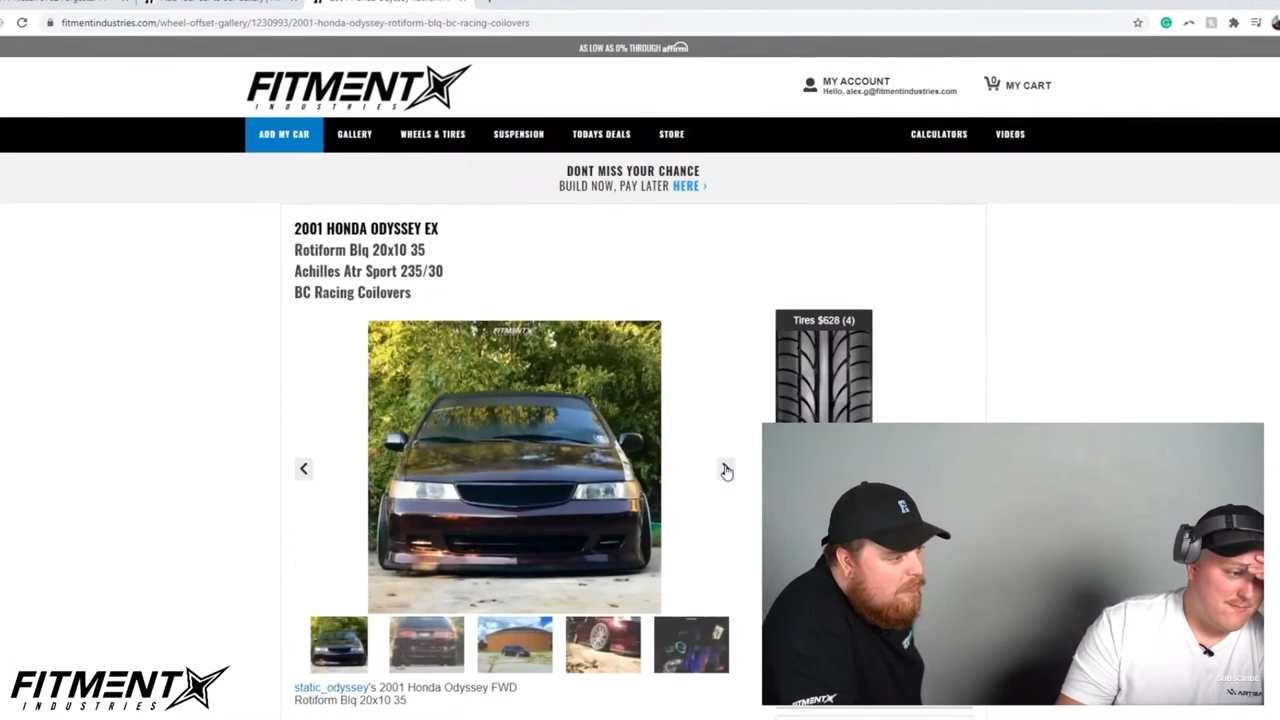 fitmentindustries.com/wheel-offset-gallery/1230993/2001-honda-odyssey-rotiform-blq-bc-racing-coilovers
AS LOW AS 0% THROUGH affirm
FITMENT
INDUSTRIES
MY ACCOUNT
Hello, alex.g@fitmentindustries.com
0
MY CART
ADD MY CAR
GALLERY
WHEELS & TIRES
SUSPENSION
TODAYS DEALS
STORE
CALCULATORS
VIDEOS
DONT MISS YOUR CHANCE
BUILD NOW, PAY LATER HERE ›
2001 HONDA ODYSSEY EX
Rotiform Blq 20x10 35
Achilles Atr Sport 235/30
BC Racing Coilovers
FITMENT
Tires $628 (4)
static_odyssey's 2001 Honda Odyssey FWD
Rotiform Blq 20x10 35
FITMENT
INDUSTRIES
FITMENT
SUBSCRIBE